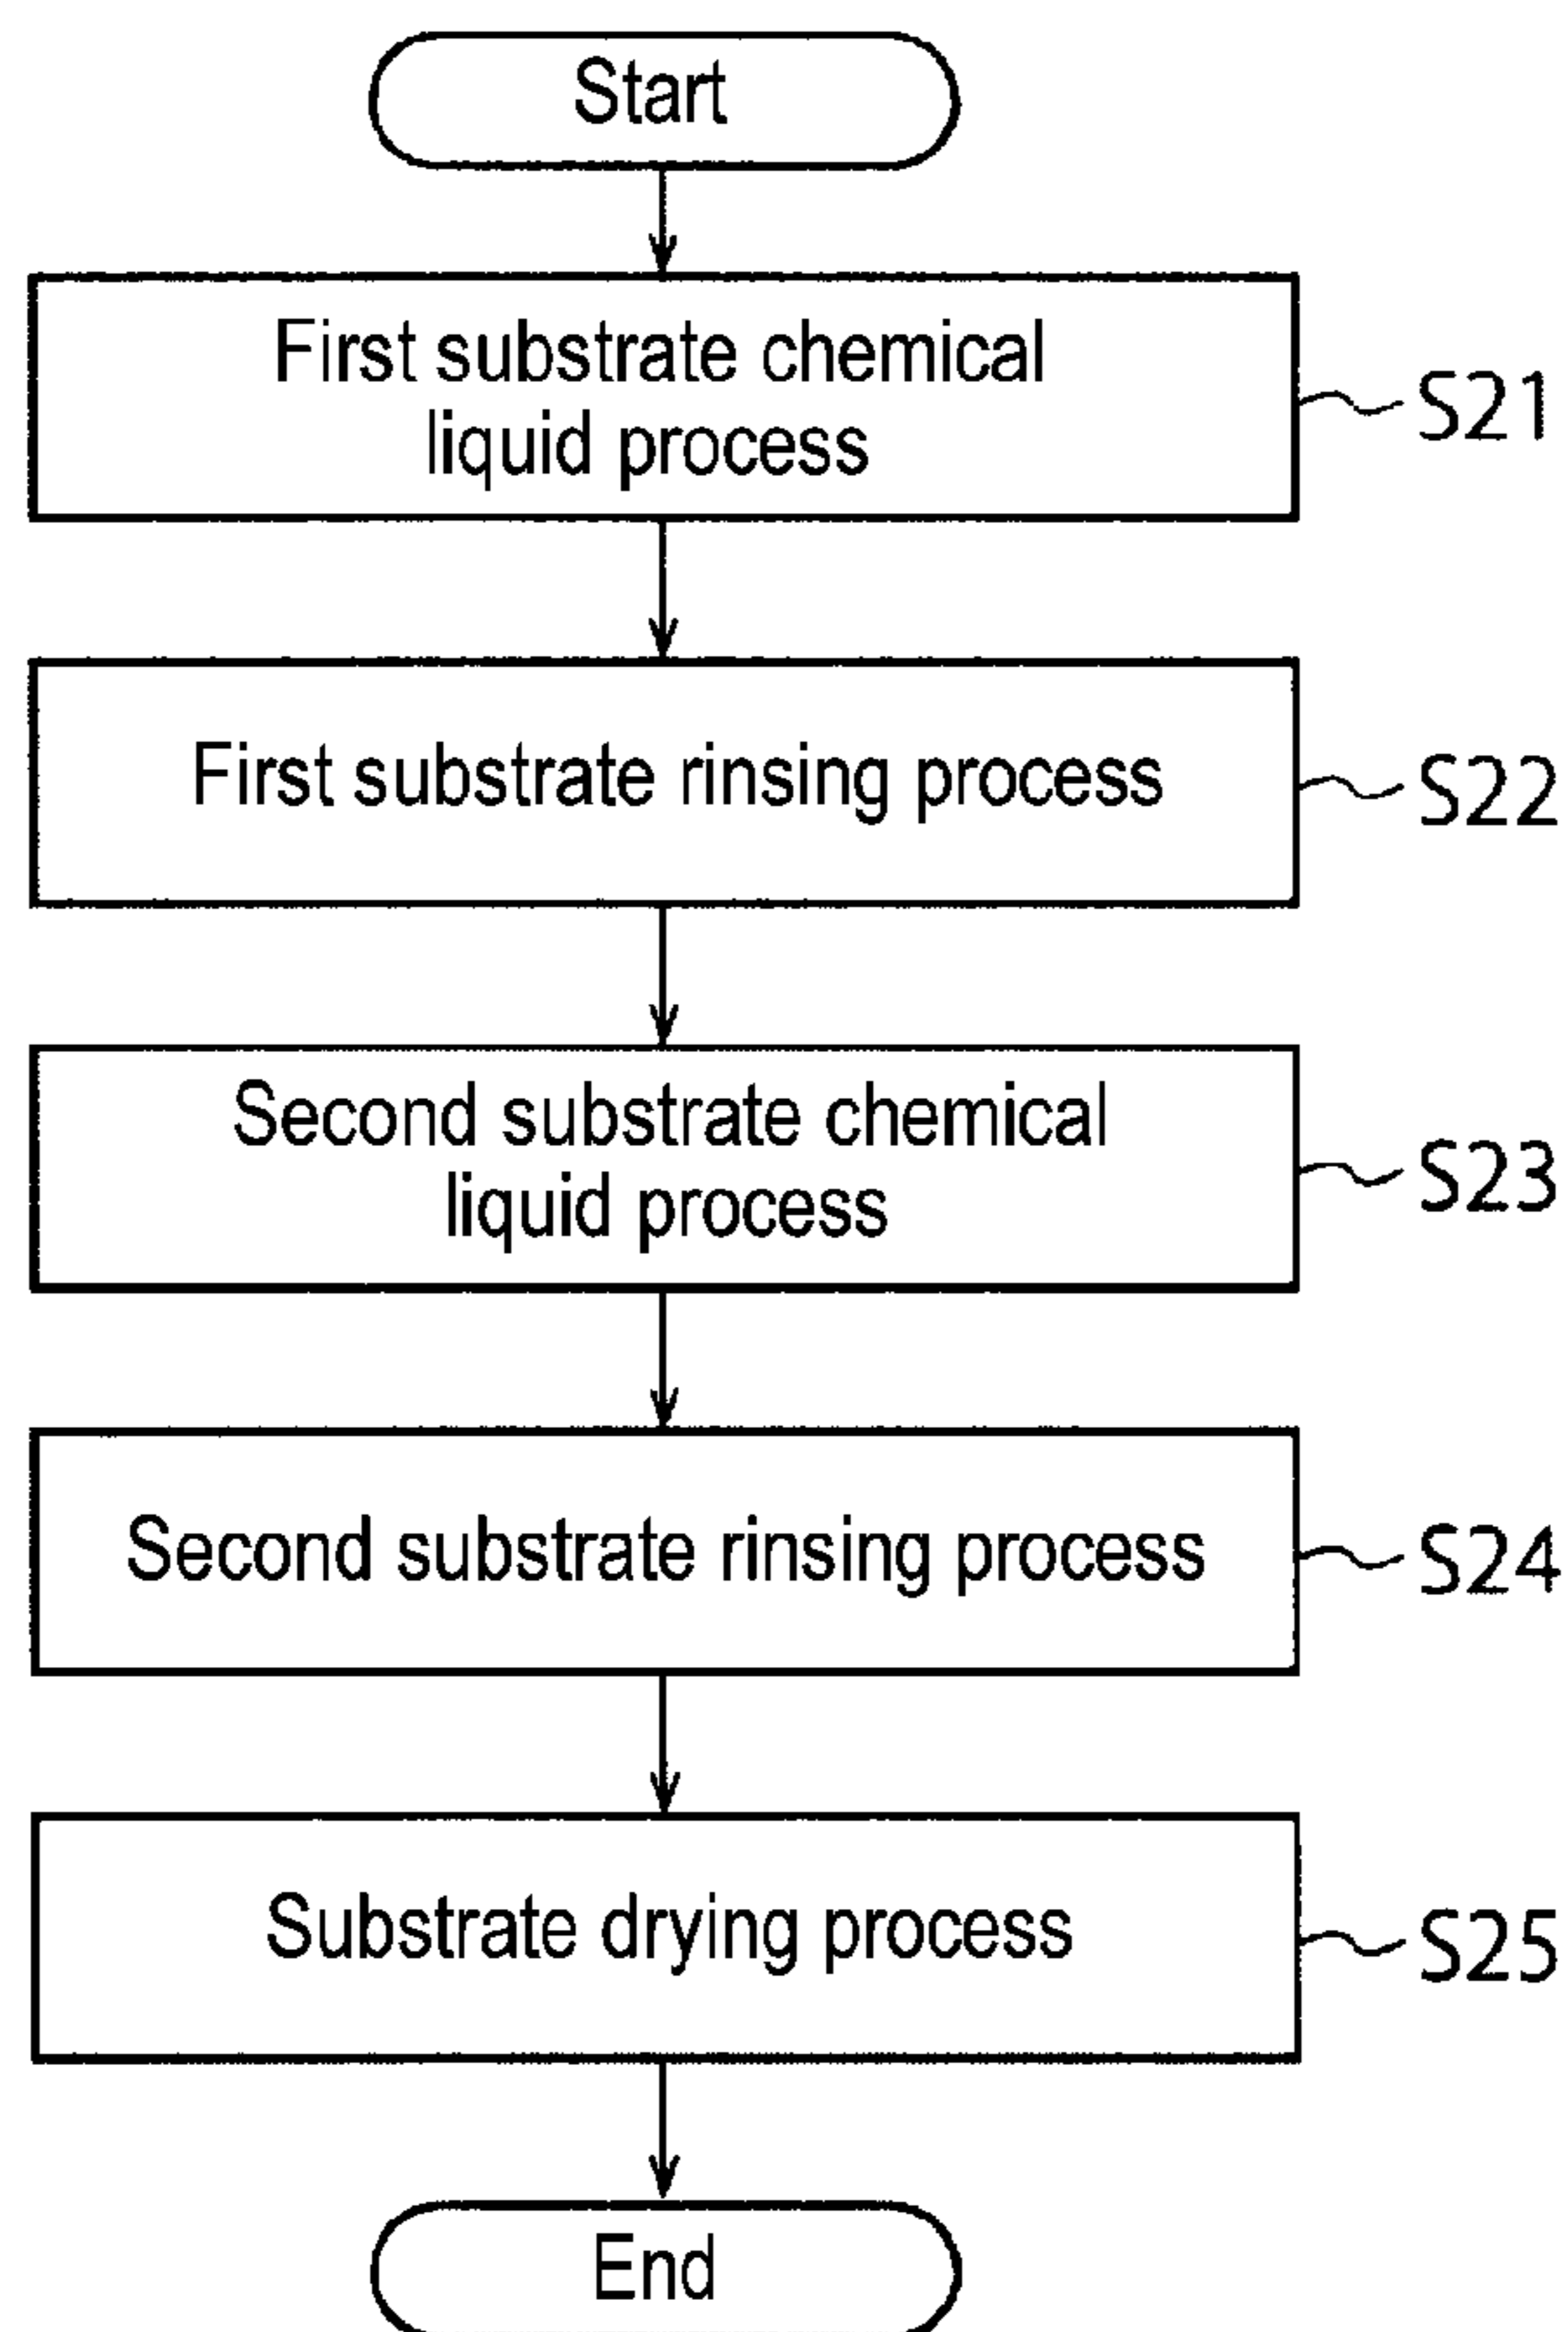 Start
First substrate chemical
liquid process
S21
First substrate rinsing process
S22
Second substrate chemical
liquid process
S23
Second substrate rinsing process
S24
Substrate drying process
S25
End